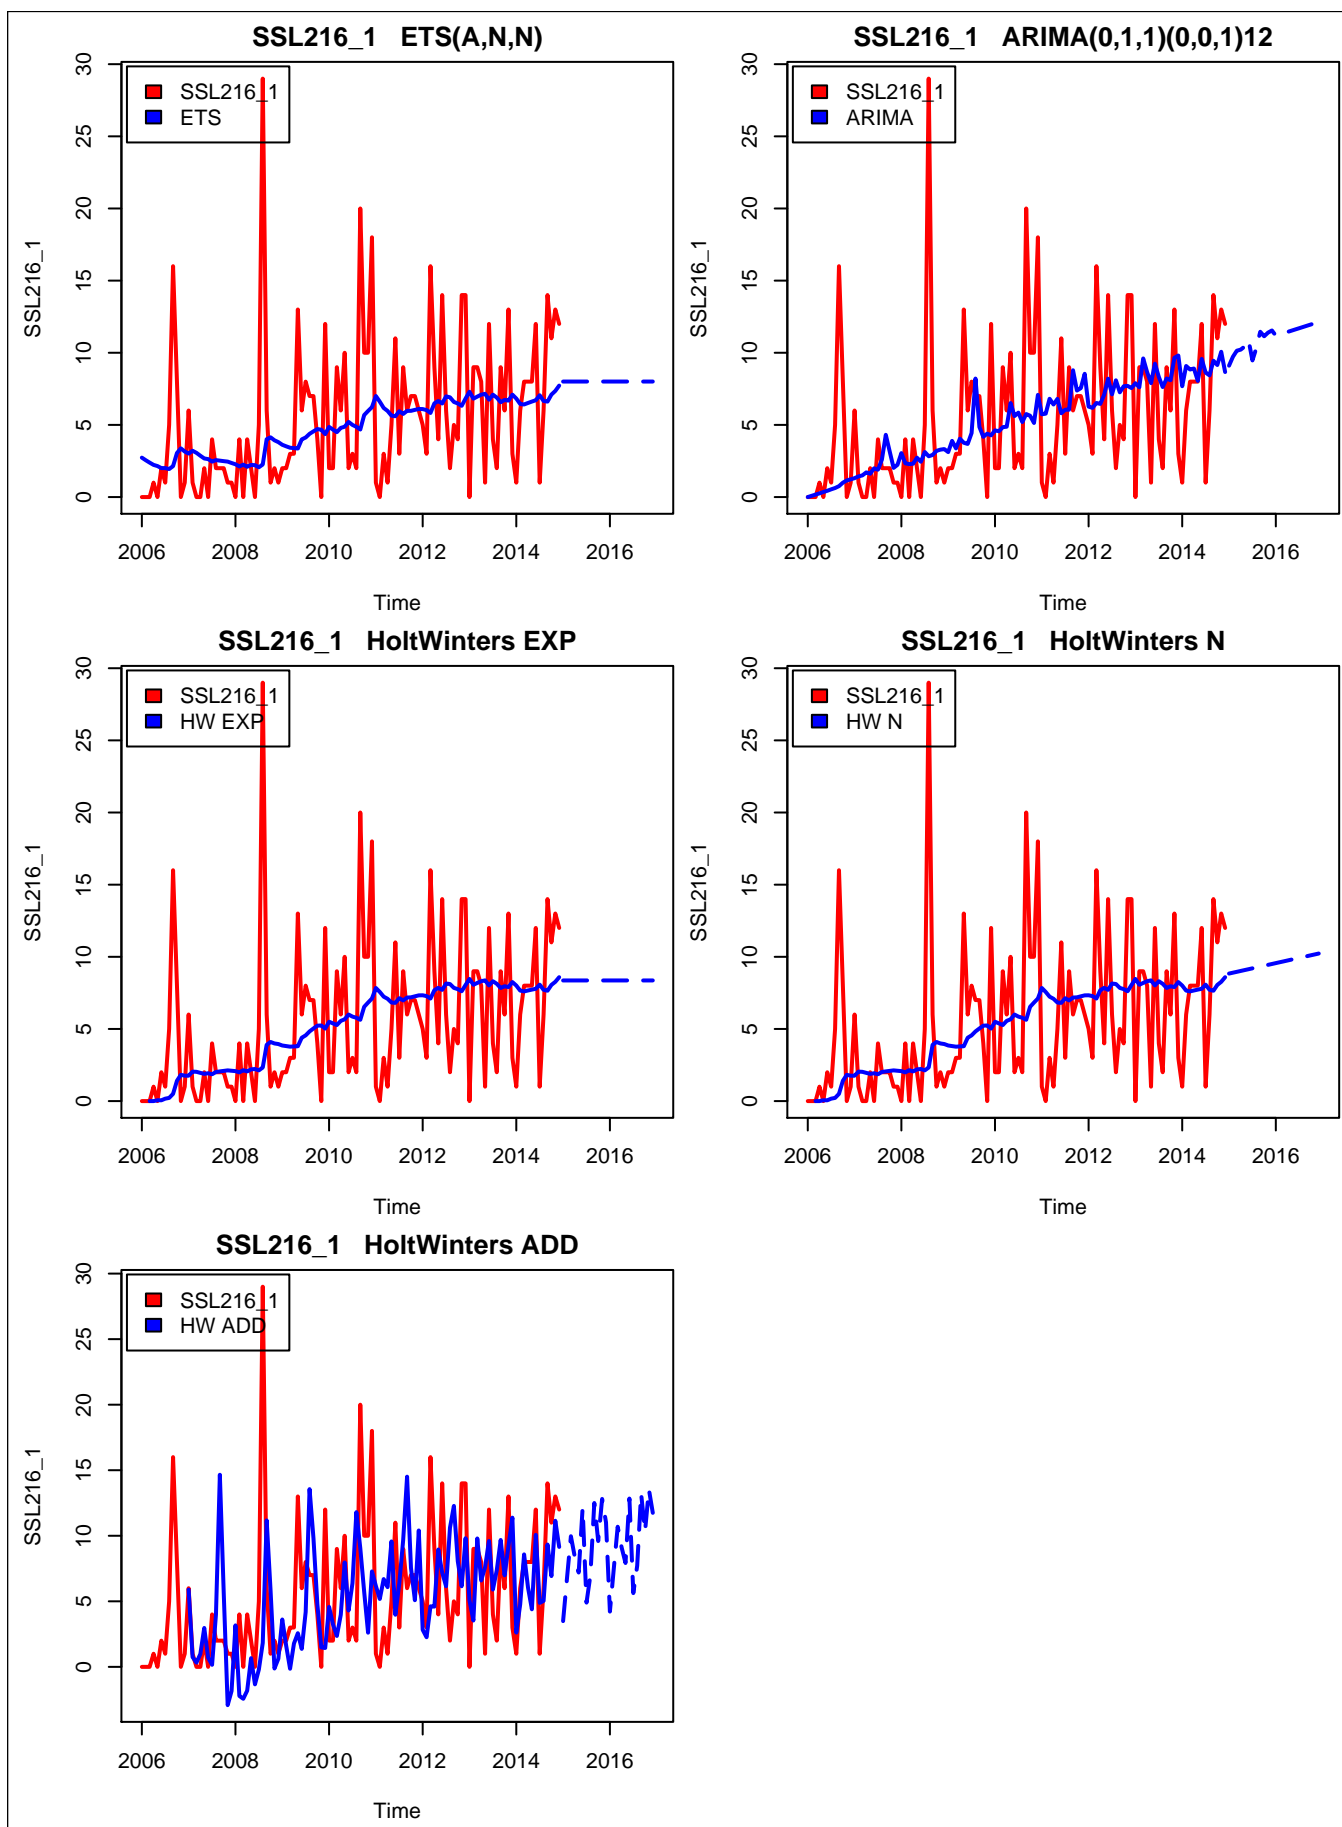 SSL216_1 ETS(A,N,N)
SSL216_1
ETS
30
25
20
15
10
5
0
SSL216_1
2006 2008 2010 2012 2014 2016
Time
SSL216_1 ARIMA(0,1,1)(0,0,1)12
SSL216_1
ARIMA
30
25
20
15
10
5
0
SSL216_1
2006 2008 2010 2012 2014 2016
Time
SSL216_1 HoltWinters EXP
SSL216_1
HW EXP
30
25
20
15
10
5
0
SSL216_1
2006 2008 2010 2012 2014 2016
Time
SSL216_1 HoltWinters N
SSL216_1
HW N
30
25
20
15
10
5
0
SSL216_1
2006 2008 2010 2012 2014 2016
Time
SSL216_1 HoltWinters ADD
SSL216_1
HW ADD
30
25
20
15
10
5
0
SSL216_1
2006 2008 2010 2012 2014 2016
Time